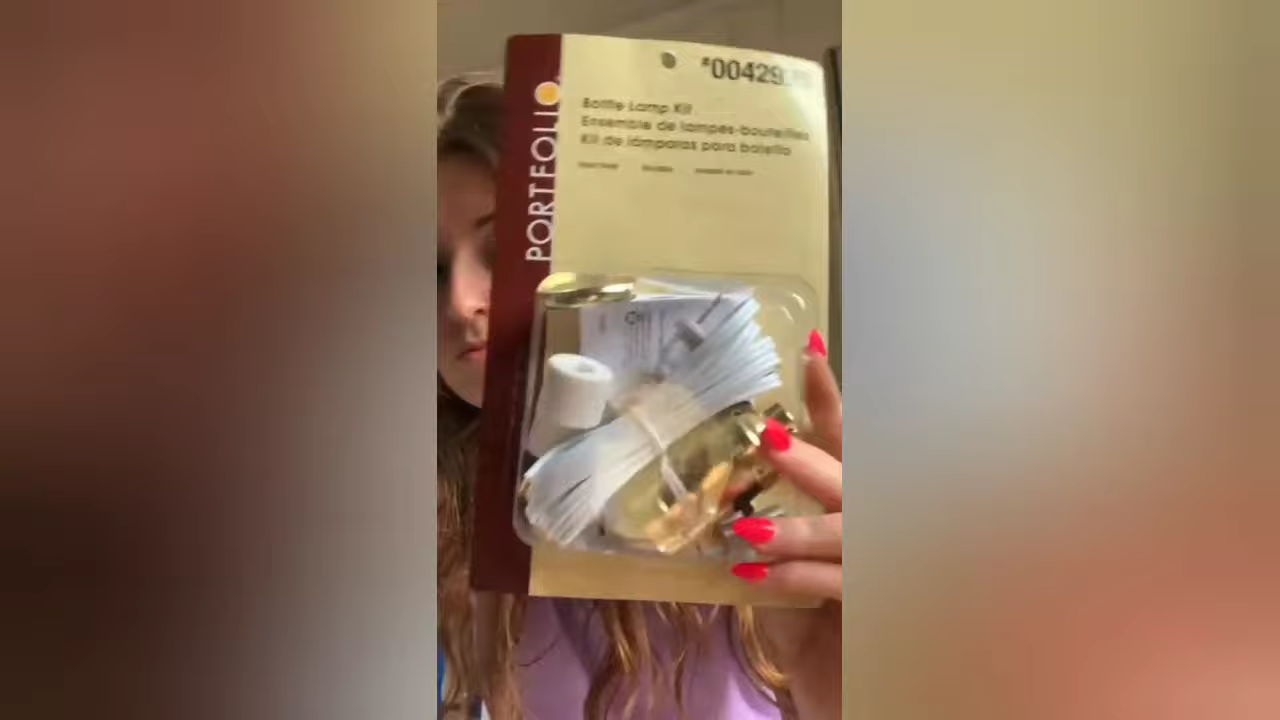 #00429
PORTFOLIO
Bottle Lamp Kit
Ensemble de lampes-bouteilles
Kit de lámparas para botella